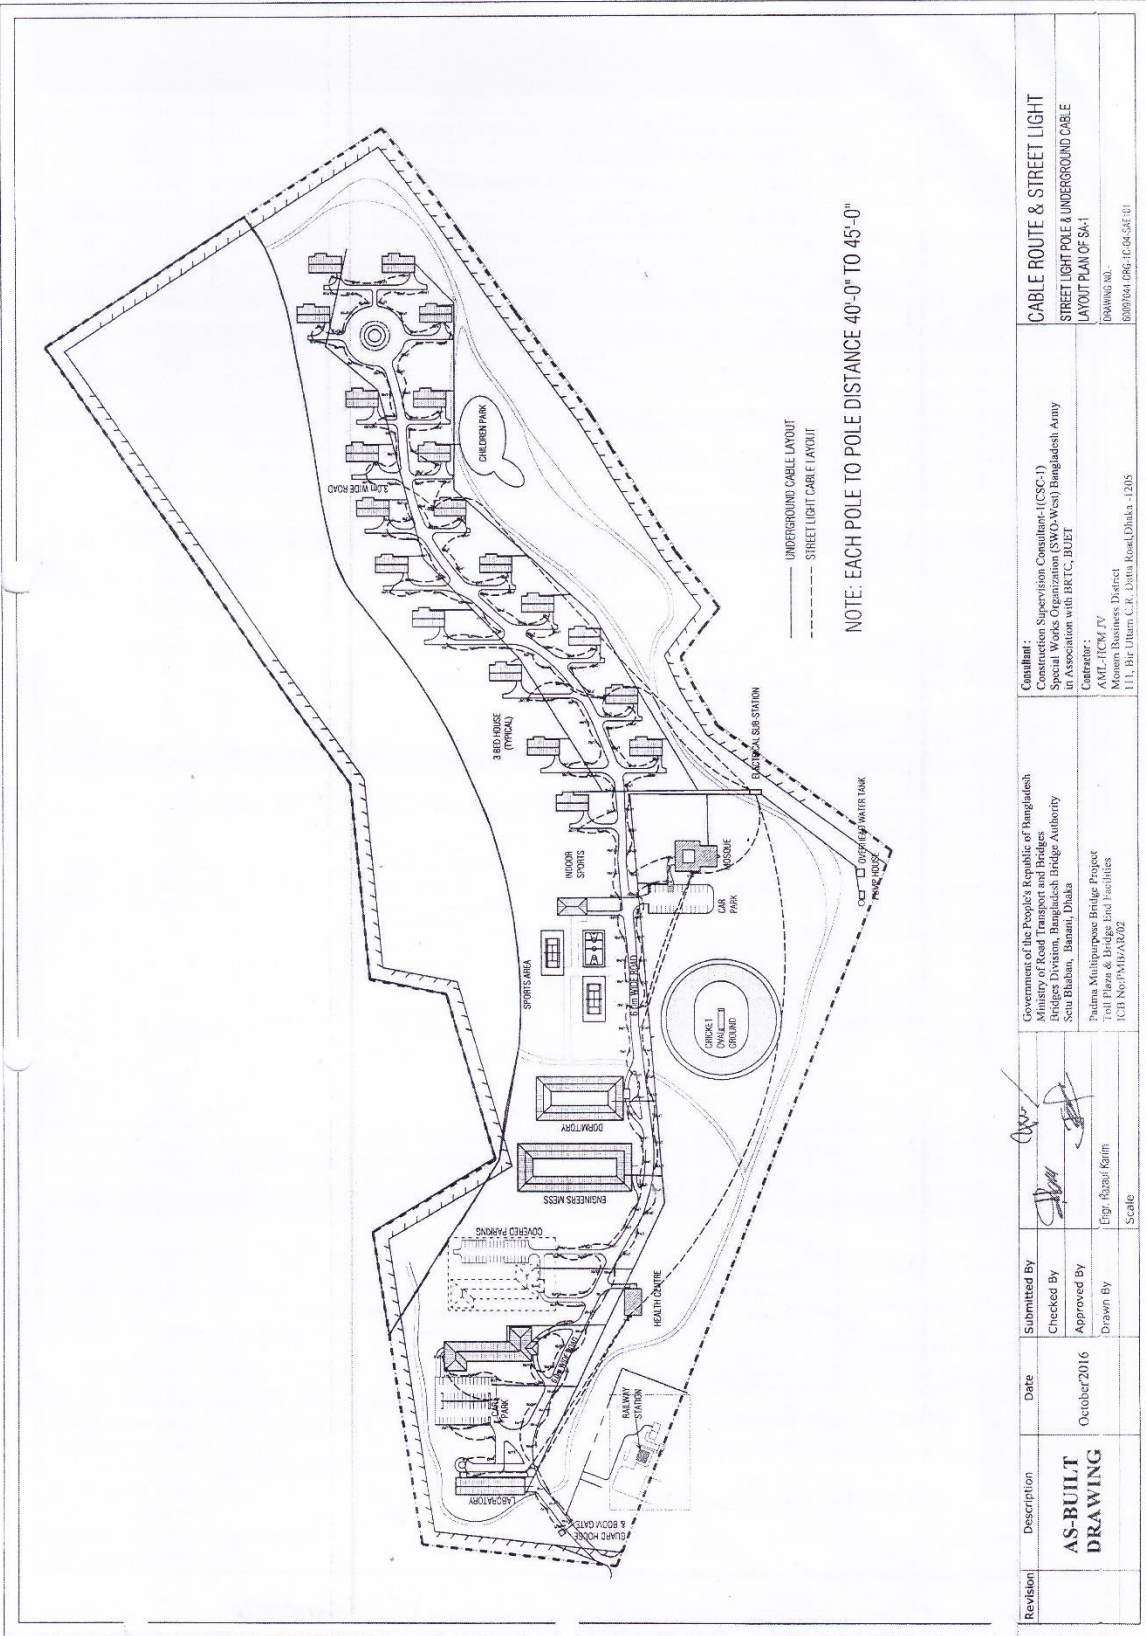 3.0m WIDE ROAD
CHILDREN PARK
3 BED HOUSE
(TYPICAL)
INDOOR
SPORTS
SPORTS AREA
ELECTRICAL SUB-STATION
MOSQUE
CAR
PARK
OVERHEAD WATER TANK
PUMP HOUSE
CRICKET
OVAL
GROUND
6.0m WIDE ROAD
DORMITORY
ENGINEERS MESS
COVERED PARKING
HEALTH CENTRE
6.0m WIDE ROAD
CAR
PARK
RAILWAY
STATION
LABORATORY
GUARD HOUSE
& BOOM GATE
UNDERGROUND CABLE LAYOUT
STREET LIGHT CABLE LAYOUT
NOTE: EACH POLE TO POLE DISTANCE 40'-0" TO 45'-0"
Revision
Description
Date
AS-BUILT
DRAWING
October'2016
Submitted By
Checked By
Approved By
Drawn By
Engr. Razaul Karim
Scale
Government of the People's Republic of Bangladesh
Ministry of Road Transport and Bridges
Bridges Division, Bangladesh Bridge Authority
Setu Bhaban, Banani, Dhaka
Padma Multipurpose Bridge Project
Toll Plaza & Bridge End Facilities
ICB No:PMB/AR/02
Consultant :
Construction Supervision Consultant-1(CSC-1)
Special Works Organization (SWO-West) Bangladesh Army
in Association with BRTC, BUET
Contractor :
AML-HCM JV
Monem Business District
111, Bir Uttam C.R. Datta Road,Dhaka -1205
CABLE ROUTE & STREET LIGHT
STREET LIGHT POLE & UNDERGROUND CABLE
LAYOUT PLAN OF SA-1
DRAWING NO.-